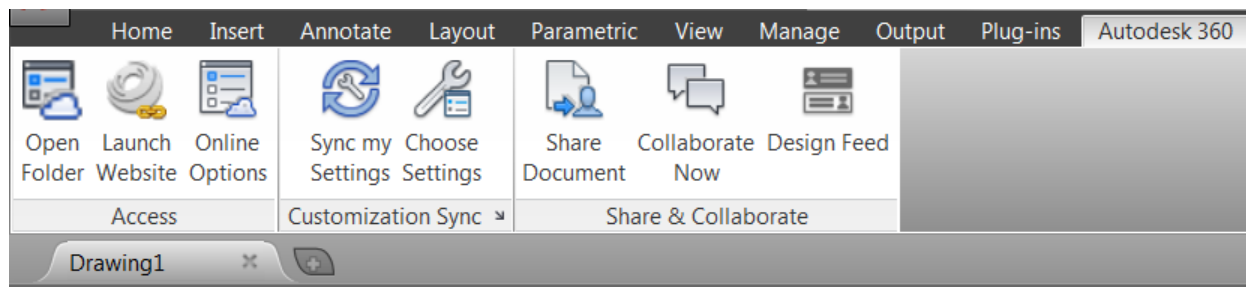 Home Insert Annotate Layout Parametric View Manage Output Plug-ins Autodesk 360
Open Launch Online Sync my Choose Share Collaborate Design Feed
Folder Website Options Settings Settings Document Now
Access Customization Sync Share & Collaborate
Drawing1